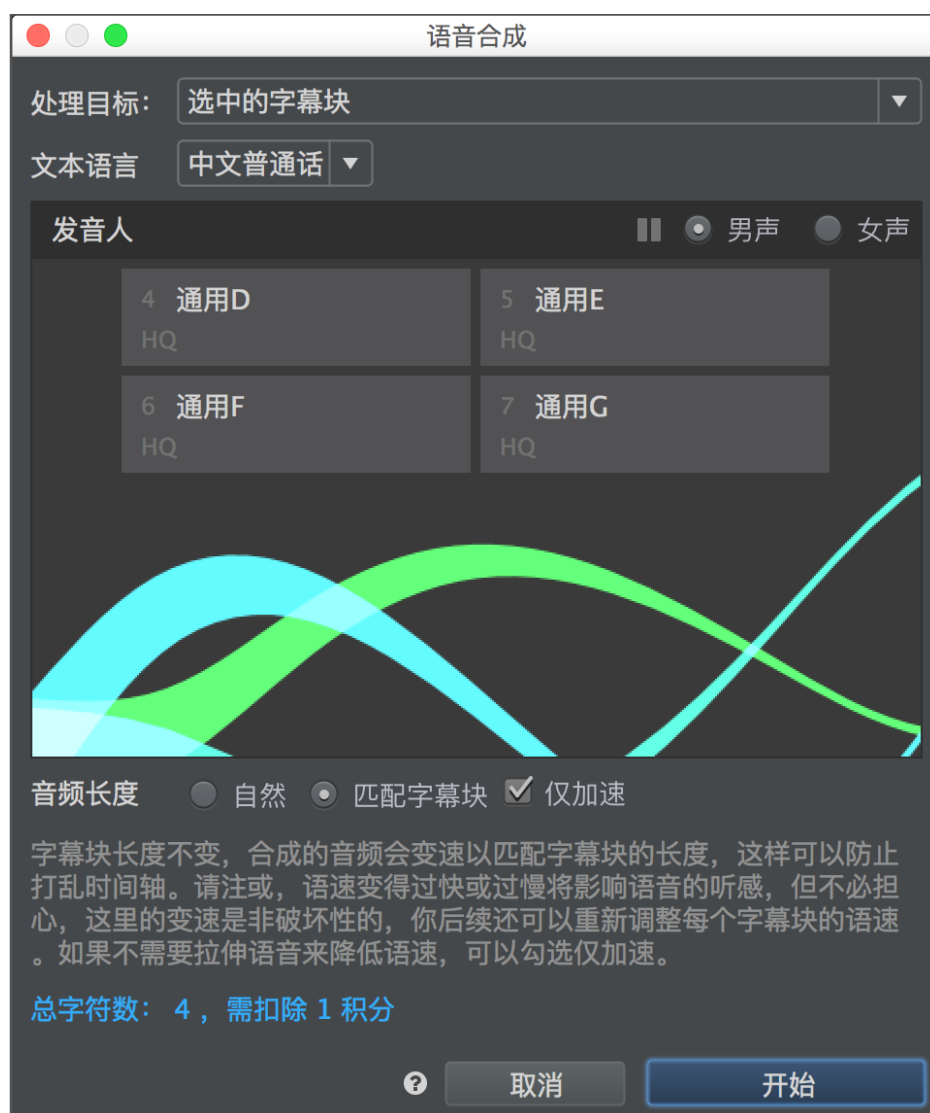 语音合成
处理目标： 选中的字幕块
文本语言 中文普通话
发音人 男声 女声
4 通用D 5 通用E
HQ HQ
6 通用F 7 通用G
HQ HQ
音频长度 自然 匹配字幕块 仅加速
字幕块长度不变，合成的音频会变速以匹配字幕块的长度，这样可以防止
打乱时间轴。请注或，语速变得过快或过慢将影响语音的听感，但不必担
心，这里的变速是非破坏性的，你后续还可以重新调整每个字幕块的语速
。如果不需要拉伸语音来降低语速，可以勾选仅加速。
总字符数： 4 ，需扣除 1 积分
? 取消 开始